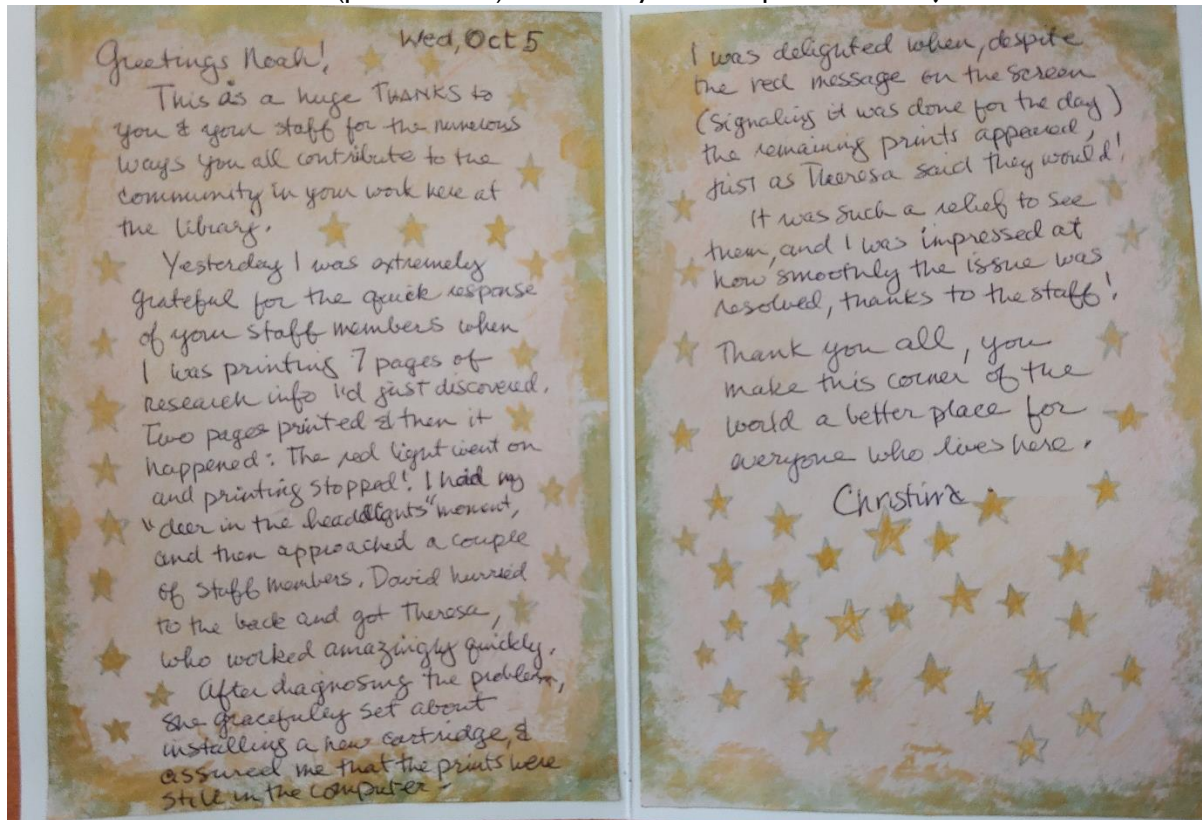 Wed, Oct 5
Greetings Noah!
This is a huge THANKS to
you & your staff for the numerous
ways you all contribute to the
community in your work here at
the library.
Yesterday I was extremely
grateful for the quick response
of your staff members when
I was printing 7 pages of
research info I'd just discovered.
Two pages printed & then it
happened: The red light went on
and printing stopped! I had my
"deer in the headlights" moment,
and then approached a couple
of staff members. David hurried
to the back and got Theresa,
who worked amazingly quickly.
After diagnosing the problem,
she gracefully set about
installing a new cartridge, &
assured me that the prints were
still in the computer.
I was delighted when, despite
the red message on the screen
(signaling it was done for the day)
the remaining prints appeared,
just as Theresa said they would!
It was such a relief to see
them, and I was impressed at
how smoothly the issue was
resolved, thanks to the staff!
Thank you all, you
make this corner of the
world a better place for
everyone who lives here.
Christina